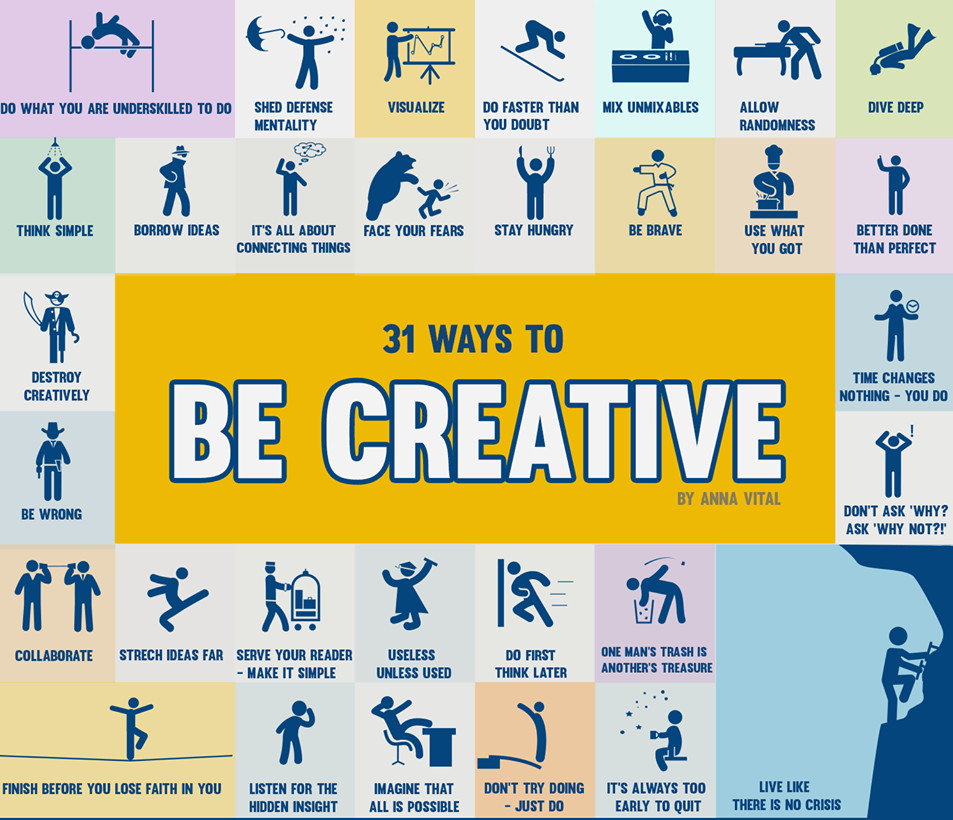 DO WHAT YOU ARE UNDERSKILLED TO DO
SHED DEFENSE
MENTALITY
VISUALIZE
DO FASTER THAN
YOU DOUBT
MIX UNMIXABLES
ALLOW
RANDOMNESS
DIVE DEEP
THINK SIMPLE
BORROW IDEAS
IT'S ALL ABOUT
CONNECTING THINGS
FACE YOUR FEARS
STAY HUNGRY
BE BRAVE
USE WHAT
YOU GOT
BETTER DONE
THAN PERFECT
DESTROY
CREATIVELY
31 WAYS TO
BE CREATIVE
BY ANNA VITAL
TIME CHANGES
NOTHING - YOU DO
BE WRONG
!
DON'T ASK 'WHY?
ASK 'WHY NOT?!'
COLLABORATE
STRECH IDEAS FAR
SERVE YOUR READER
- MAKE IT SIMPLE
USELESS
UNLESS USED
DO FIRST
THINK LATER
ONE MAN'S TRASH IS
ANOTHER'S TREASURE
FINISH BEFORE YOU LOSE FAITH IN YOU
LISTEN FOR THE
HIDDEN INSIGHT
IMAGINE THAT
ALL IS POSSIBLE
DON'T TRY DOING
- JUST DO
IT'S ALWAYS TOO
EARLY TO QUIT
LIVE LIKE
THERE IS NO CRISIS